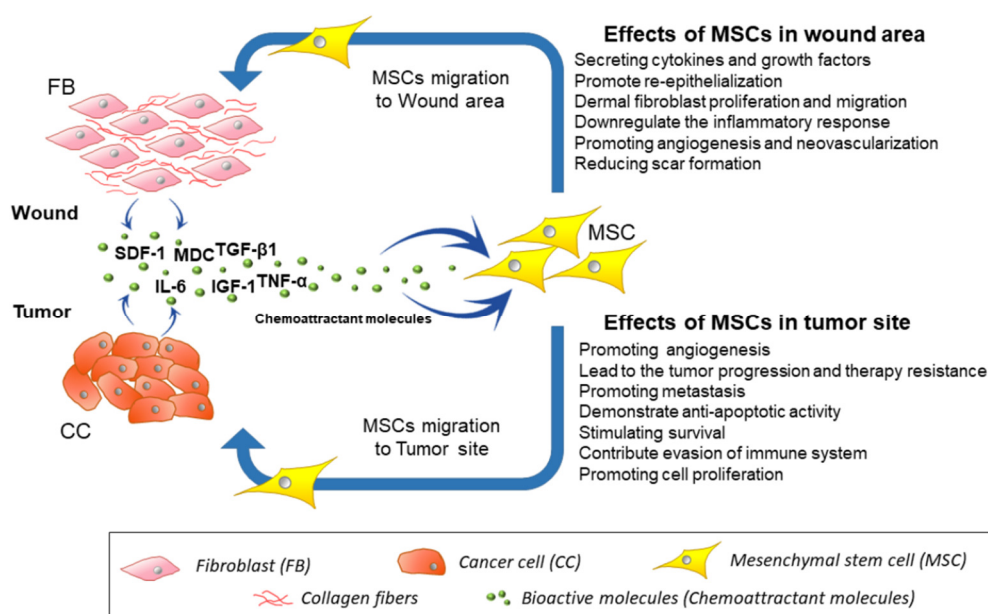 Effects of MSCs in wound area
Secreting cytokines and growth factors
Promote re-epithelialization
Dermal fibroblast proliferation and migration
Downregulate the inflammatory response
Promoting angiogenesis and neovascularization
Reducing scar formation
MSCs migration
to Wound area
FB
Wound
SDF-1
MDC
TGF-β1
IL-6
IGF-1
TNF-α
Chemoattractant molecules
MSC
Tumor
CC
Effects of MSCs in tumor site
Promoting angiogenesis
Lead to the tumor progression and therapy resistance
Promoting metastasis
Demonstrate anti-apoptotic activity
Stimulating survival
Contribute evasion of immune system
Promoting cell proliferation
MSCs migration
to Tumor site
Fibroblast (FB)
Cancer cell (CC)
Mesenchymal stem cell (MSC)
Collagen fibers
Bioactive molecules (Chemoattractant molecules)